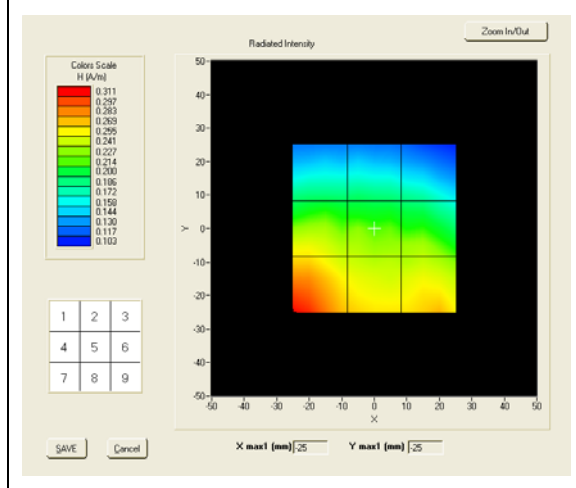 Zoom In/Out
Radiated Intensity
Colors Scale
H (A/m)
0.311
0.297
0.283
0.269
0.255
0.241
0.227
0.214
0.200
0.186
0.172
0.158
0.144
0.130
0.117
0.103
50
40
30
20
10
0
-10
-20
-30
-40
-50
Y
-50 -40 -30 -20 -10 0 10 20 30 40 50
X
1 2 3
4 5 6
7 8 9
SAVE Cancel
X max1 (mm) -25 Y max1 (mm) -25